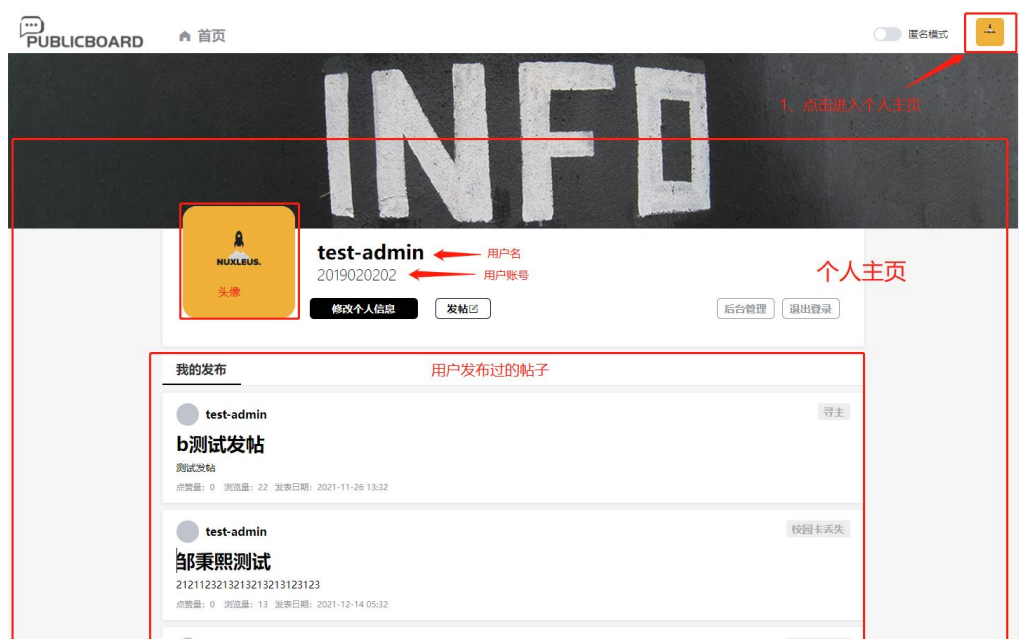 PUBLICBOARD
首页
匿名模式
INFO
1、点击进入个人主页
NUXLEUS.
头像
test-admin
用户名
2019020202
用户账号
个人主页
修改个人信息
发帖
后台管理
退出登录
我的发布
用户发布过的帖子
test-admin
寻主
b测试发帖
测试发帖
点赞量: 0 浏览量: 22 发表日期: 2021-11-26 13:32
test-admin
校园卡丢失
邹秉熙测试
2121123213213213213123123
点赞量: 0 浏览量: 13 发表日期: 2021-12-14 05:32